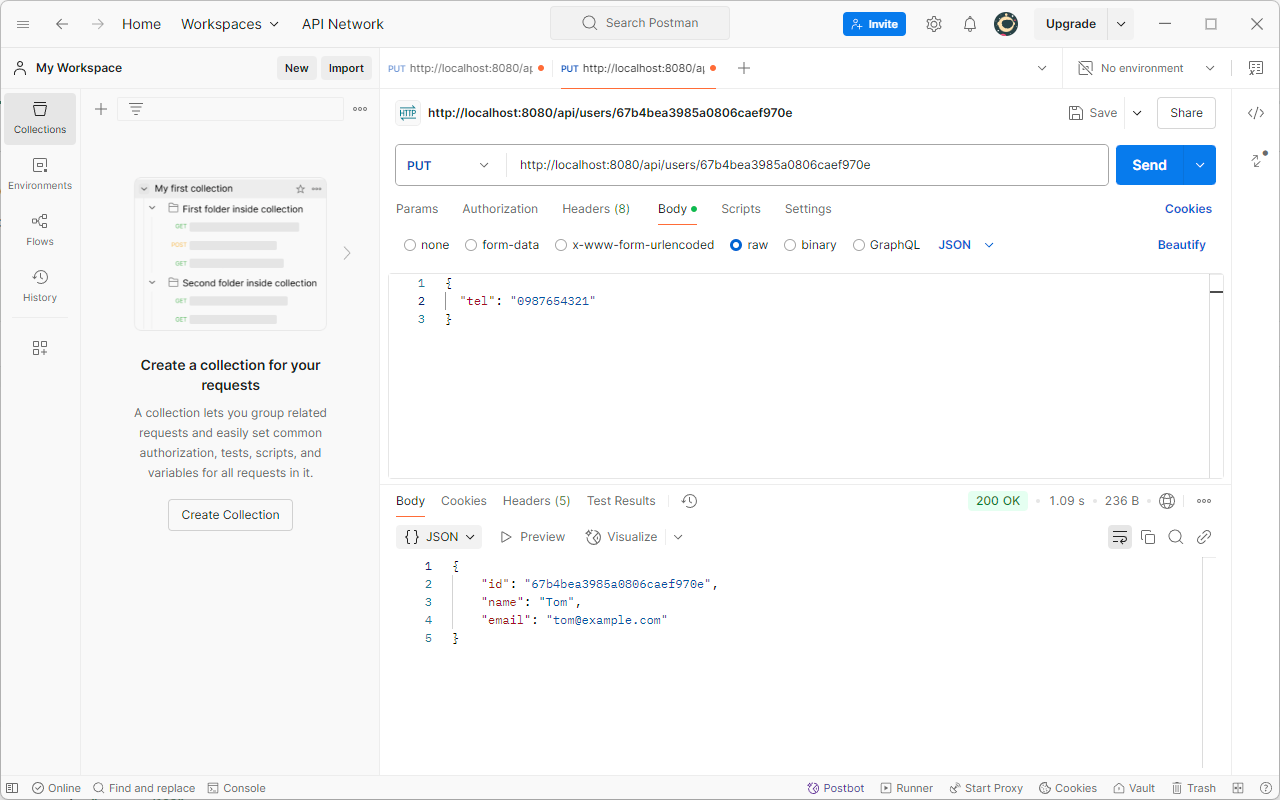 Home Workspaces API Network Search Postman Invite Upgrade
My Workspace New Import PUT http://localhost:8080/ap PUT http://localhost:8080/ap No environment
Collections
Environments
Flows
History
My first collection
First folder inside collection
GET
POST
GET
Second folder inside collection
GET
GET
Create a collection for your
requests
A collection lets you group related
requests and easily set common
authorization, tests, scripts, and
variables for all requests in it.
Create Collection
HTTP http://localhost:8080/api/users/67b4bea3985a0806caef970e Save Share
PUT http://localhost:8080/api/users/67b4bea3985a0806caef970e Send
Params Authorization Headers (8) Body Scripts Settings Cookies
none form-data x-www-form-urlencoded raw binary GraphQL JSON Beautify
1 {
2 "tel": "0987654321"
3 }
Body Cookies Headers (5) Test Results 200 OK 1.09 s 236 B
{} JSON Preview Visualize
1 {
2 "id": "67b4bea3985a0806caef970e",
3 "name": "Tom",
4 "email": "tom@example.com"
5 }
Online Find and replace Console Postbot Runner Start Proxy Cookies Vault Trash